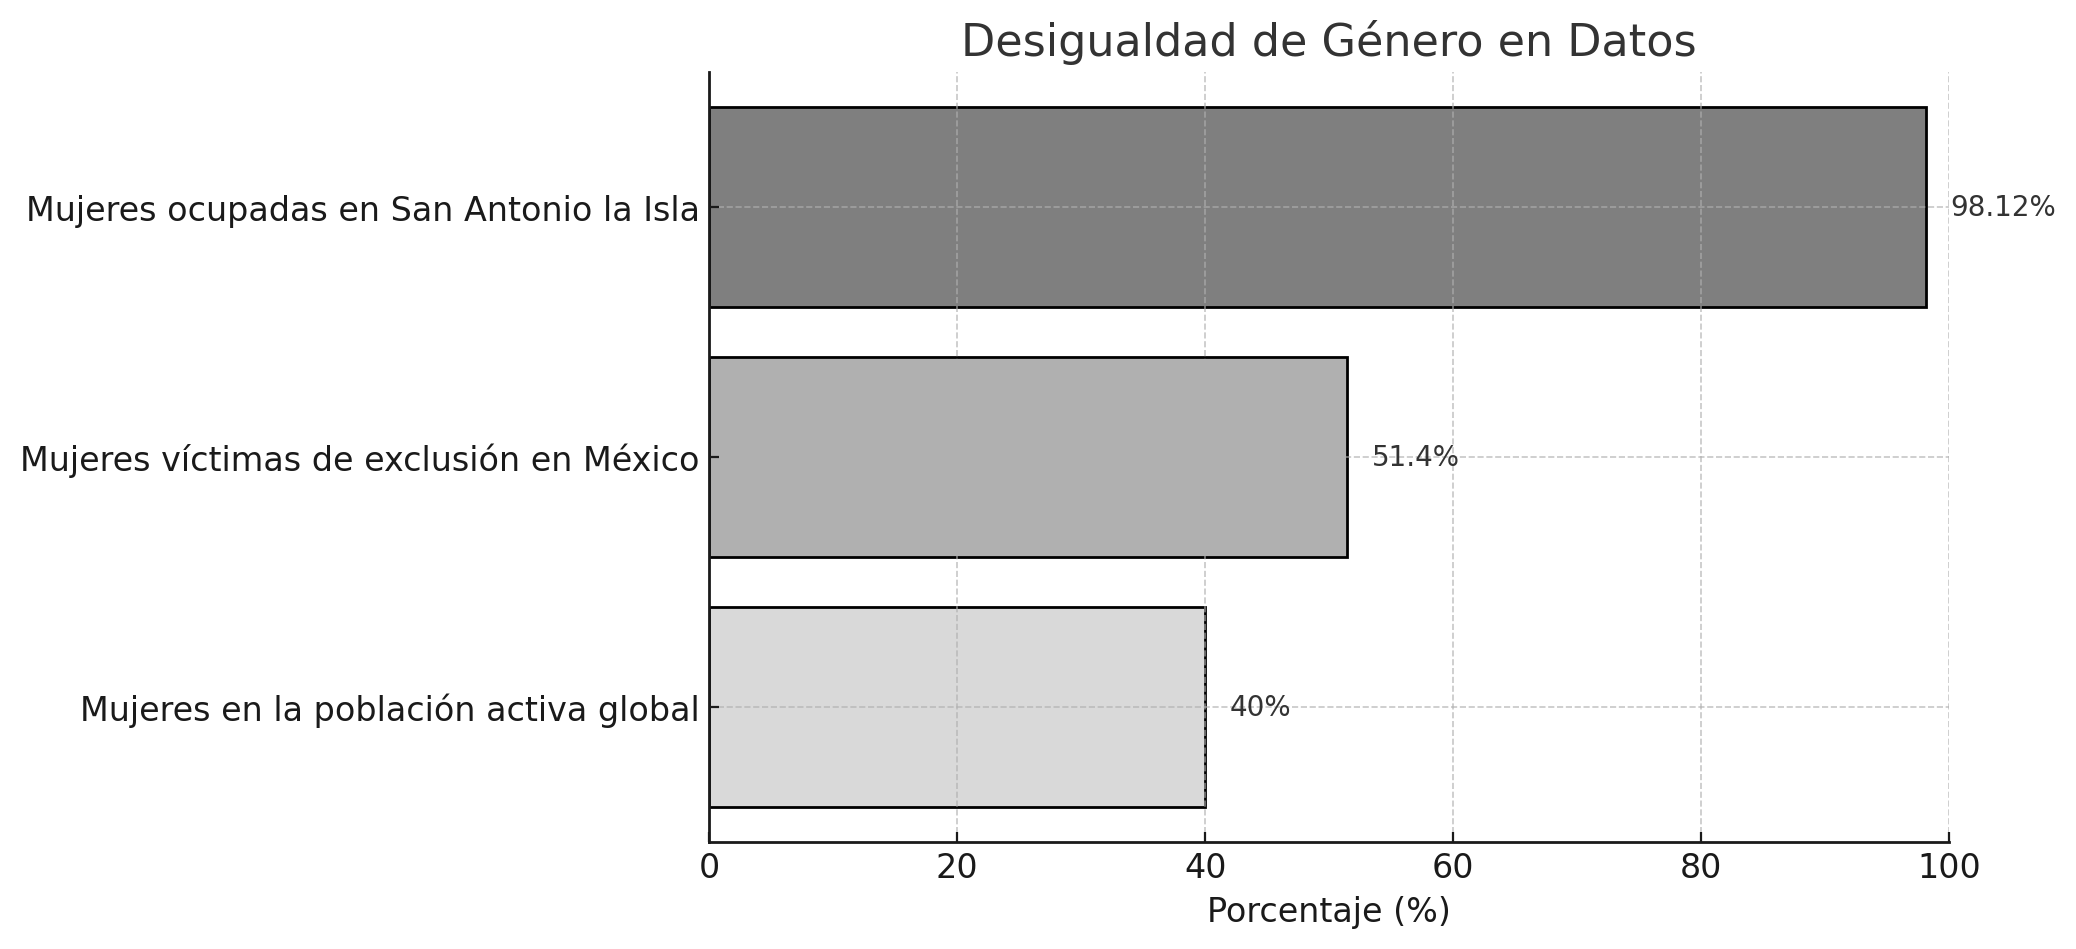 Desigualdad de Género en Datos
Mujeres ocupadas en San Antonio la Isla
98.12%
Mujeres víctimas de exclusión en México
51.4%
Mujeres en la población activa global
40%
0 20 40 60 80 100
Porcentaje (%)